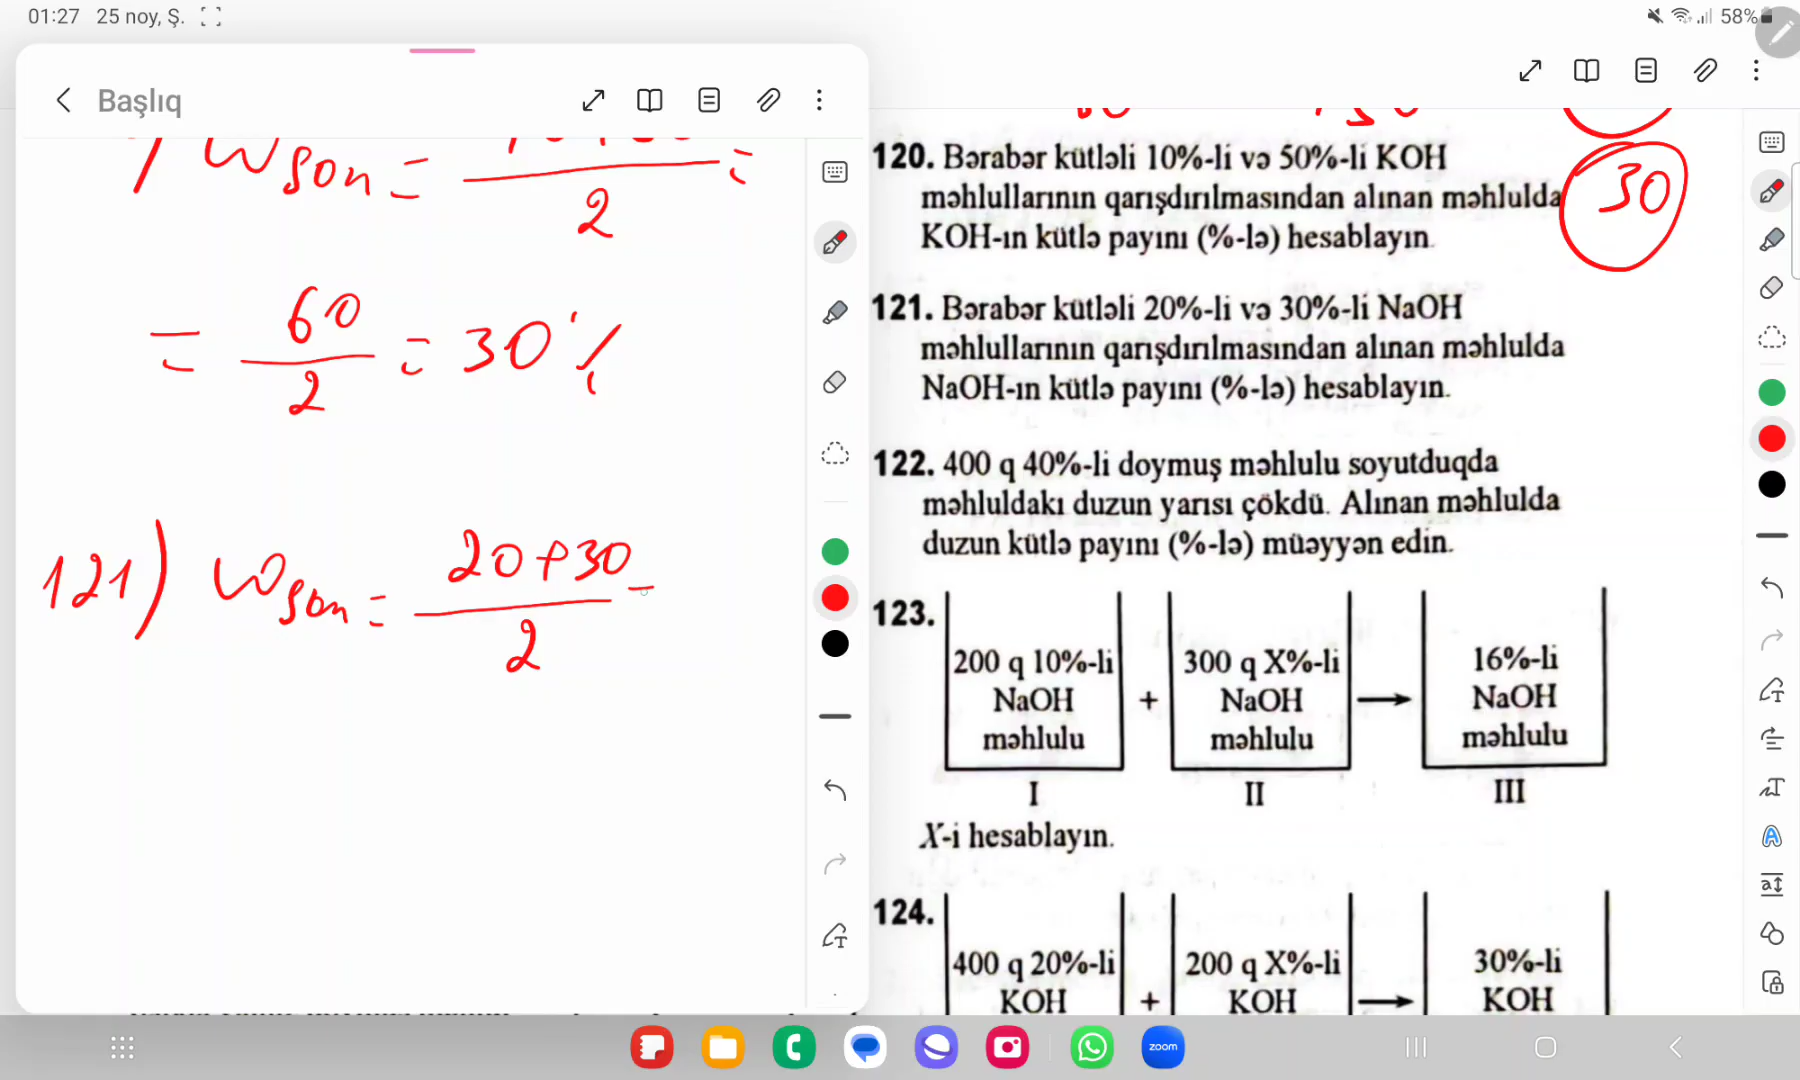 01:27 25 noy, Ş.
58%
Başlıq
) Wson =
2
=
= 60/2 = 30%
121) Wson = 20+30/2 =
30
120. Bərabər kütləli 10%-li və 50%-li KOH
məhlullarının qarışdırılmasından alınan məhlulda
KOH-ın kütlə payını (%-lə) hesablayın.
121. Bərabər kütləli 20%-li və 30%-li NaOH
məhlullarının qarışdırılmasından alınan məhlulda
NaOH-ın kütlə payını (%-lə) hesablayın.
122. 400 q 40%-li doymuş məhlulu soyutduqda
məhluldakı duzun yarısı çökdü. Alınan məhlulda
duzun kütlə payını (%-lə) müəyyən edin.
123.
200 q 10%-li NaOH məhlulu
+
300 q X%-li NaOH məhlulu
16%-li NaOH məhlulu
I II III
X-i hesablayın.
124.
400 q 20%-li KOH
+
200 q X%-li KOH
30%-li KOH
zoom